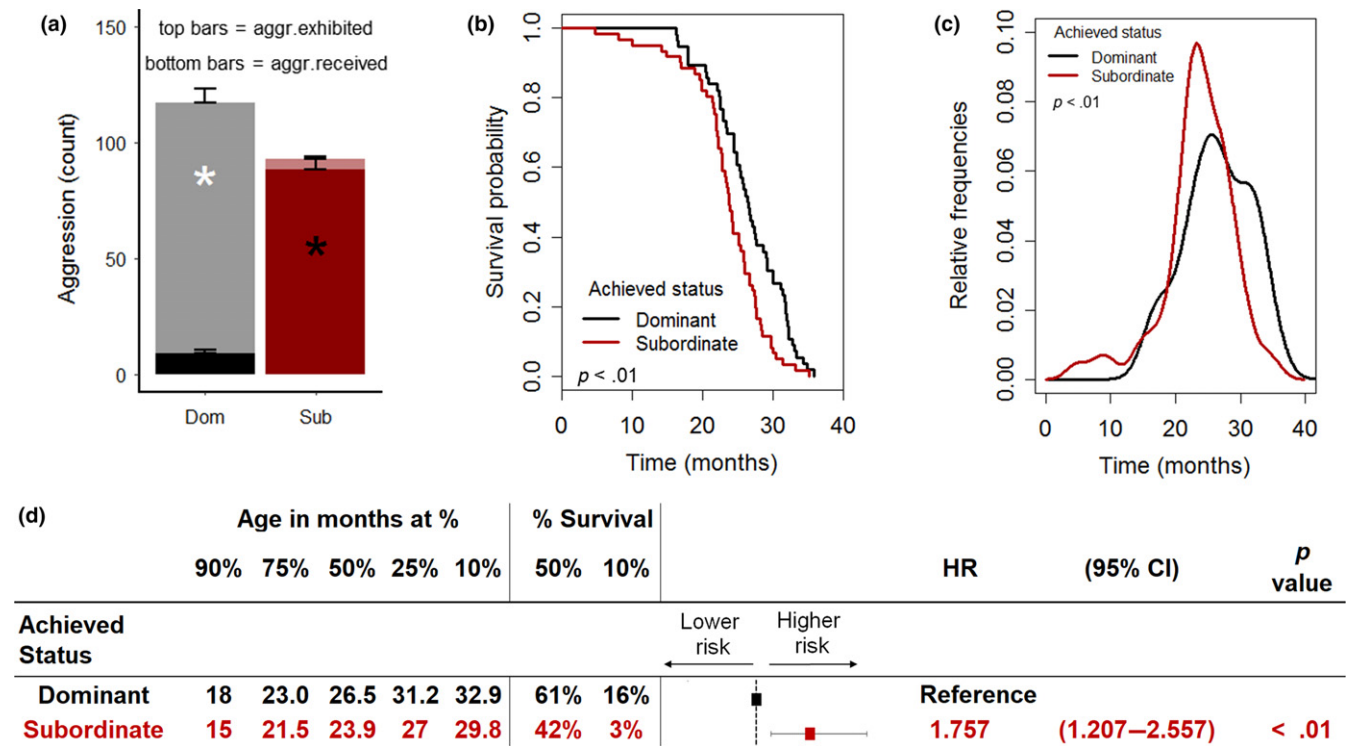 (a)
150
100
50
0
Aggression (count)
top bars = aggr.exhibited
bottom bars = aggr.received
*
*
Dom Sub
(b)
1.0
0.8
0.6
0.4
0.2
0.0
Survival probability
Achieved status
Dominant
Subordinate
p < .01
0 10 20 30 40
Time (months)
(c)
0.10
0.08
0.06
0.04
0.02
0.00
Relative frequencies
Achieved status
Dominant
Subordinate
p < .01
0 10 20 30 40
Time (months)
(d)
Age in months at % % Survival
90% 75% 50% 25% 10% 50% 10% HR (95% CI) p value
Achieved Status
Lower risk
Higher risk
Dominant 18 23.0 26.5 31.2 32.9 61% 16% Reference
Subordinate 15 21.5 23.9 27 29.8 42% 3% 1.757 (1.207–2.557) < .01